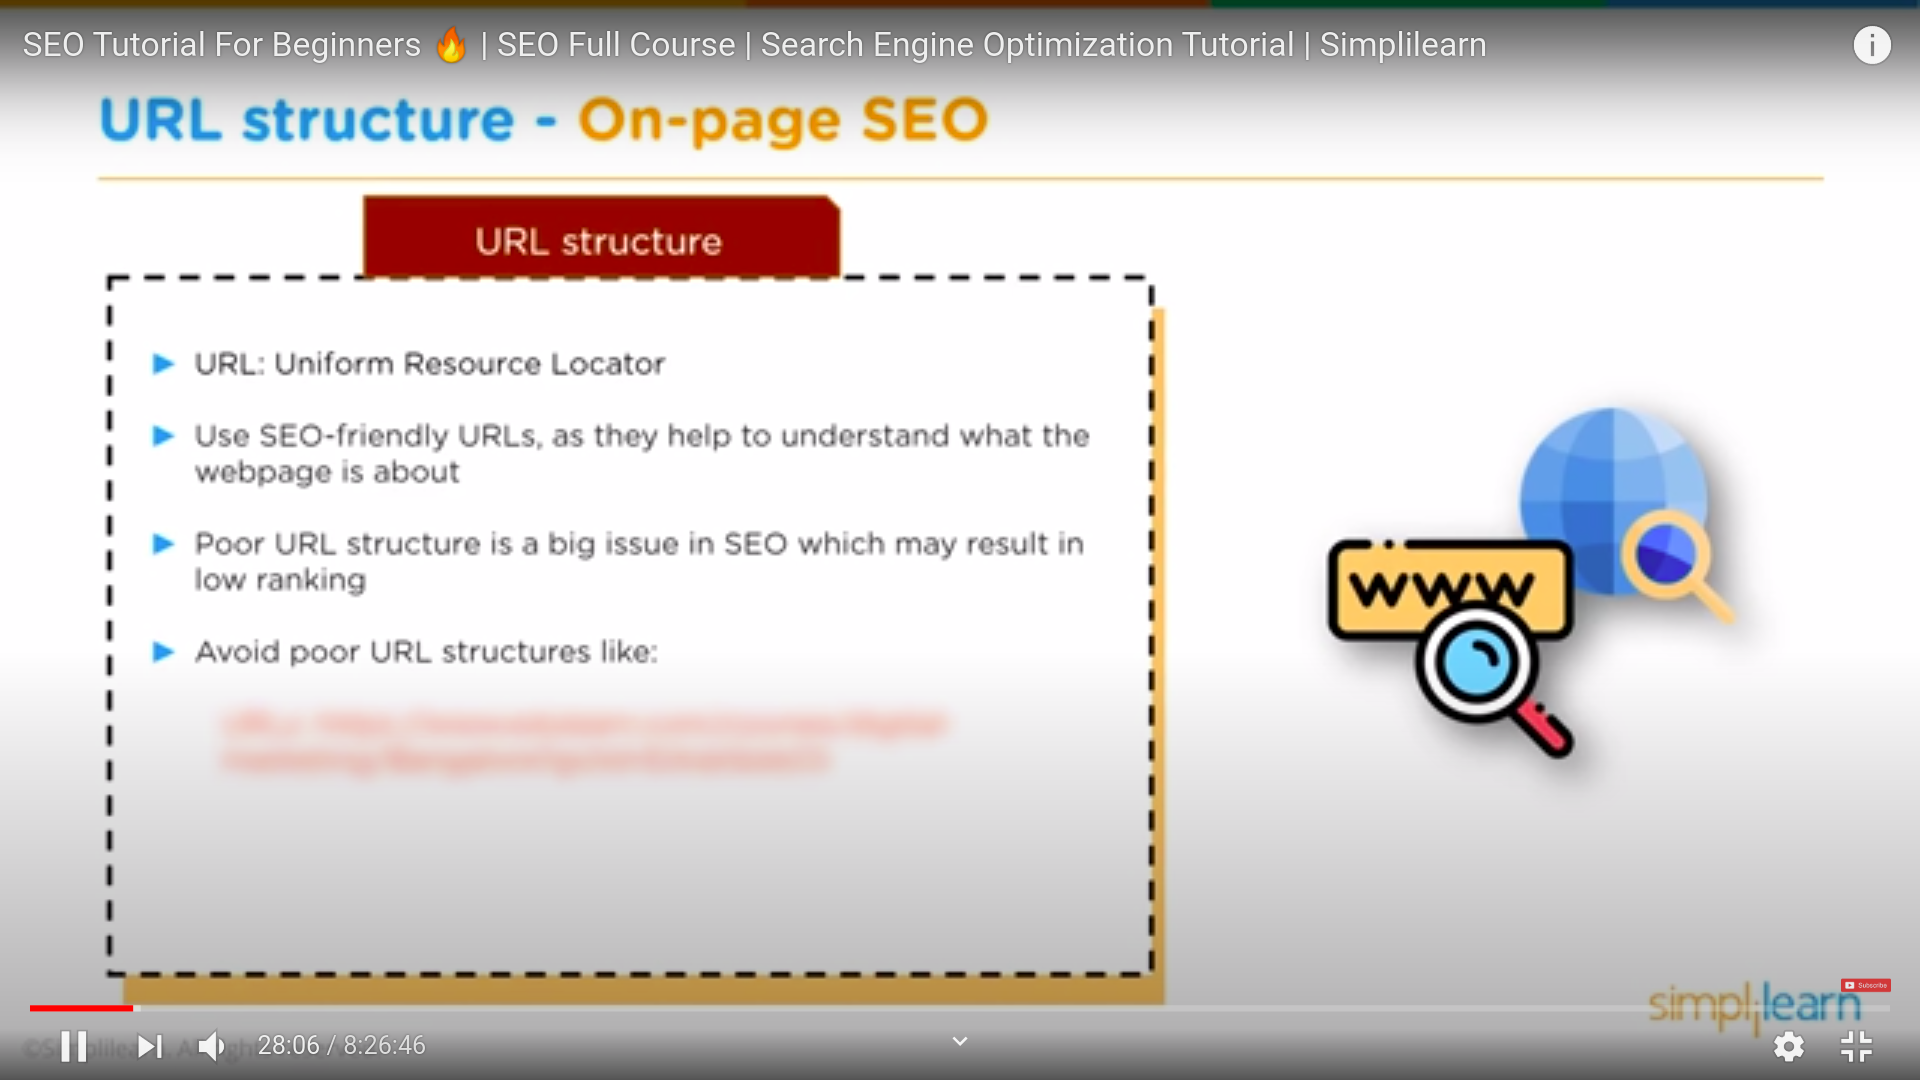 SEO Tutorial For Beginners 🔥 | SEO Full Course | Search Engine Optimization Tutorial | Simplilearn
URL structure - On-page SEO
URL structure
URL: Uniform Resource Locator
Use SEO-friendly URLs, as they help to understand what the
webpage is about
Poor URL structure is a big issue in SEO which may result in
low ranking
Avoid poor URL structures like:
www
Subscribe
simplilearn
28:06 / 8:26:46